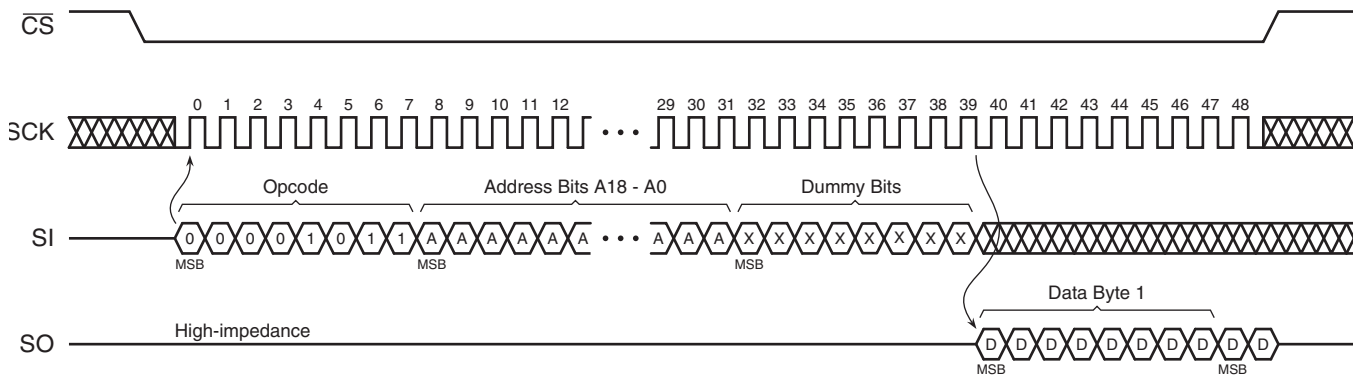 CS
0 1 2 3 4 5 6 7 8 9 10 11 12 29 30 31 32 33 34 35 36 37 38 39 40 41 42 43 44 45 46 47 48
SCK
Opcode Address Bits A18 - A0 Dummy Bits
SI 0 0 0 0 1 0 1 1 A A A A A A A A A X X X X X X X X
MSB MSB MSB
Data Byte 1
High-impedance
SO D D D D D D D D D D
MSB MSB